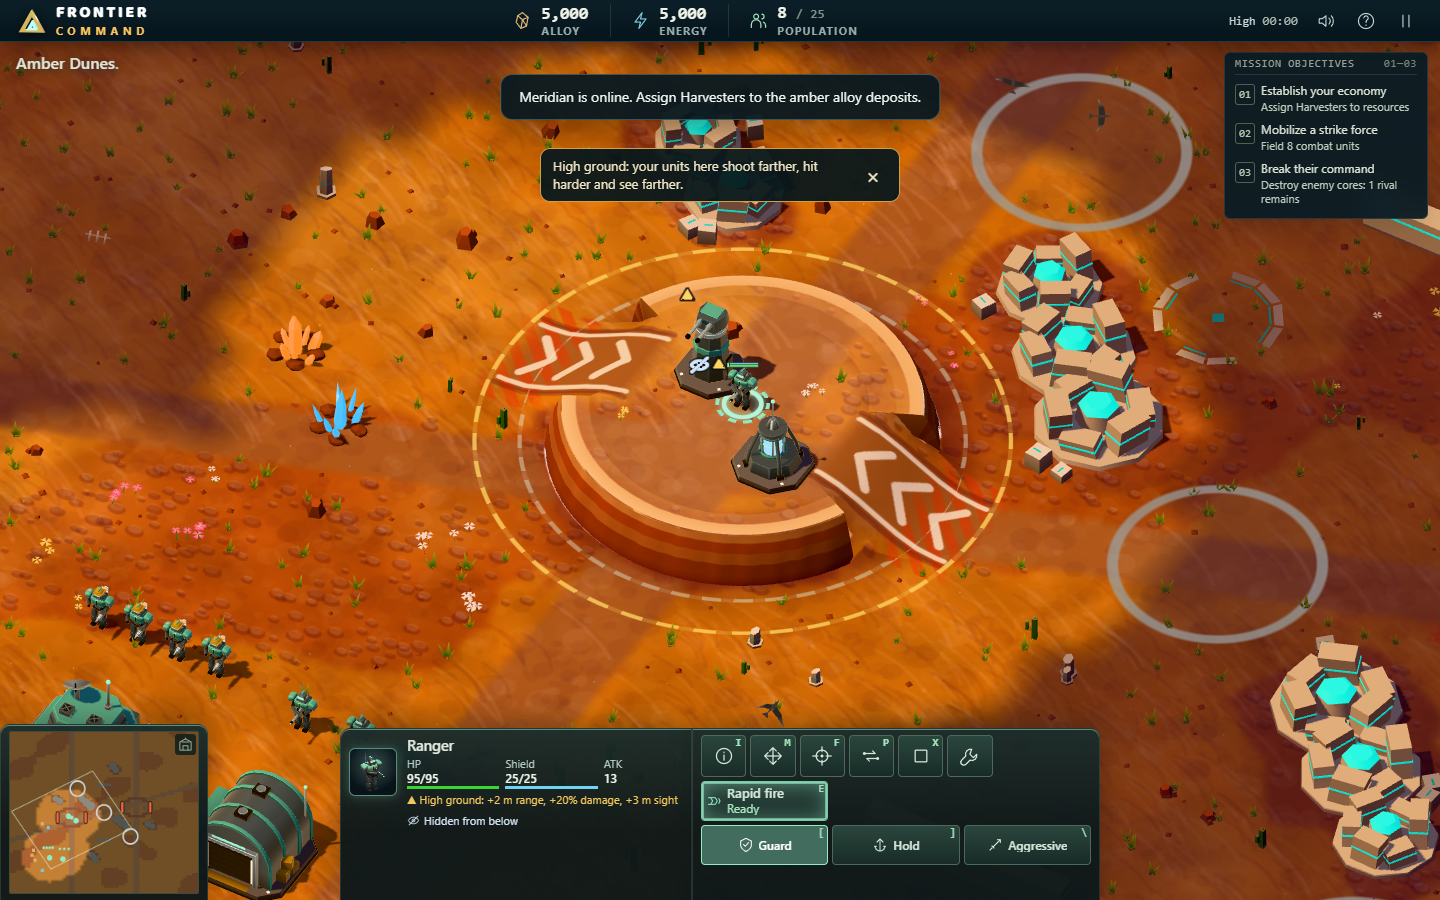 FRONTIER
COMMAND
5,000
ALLOY
5,000
ENERGY
8 / 25
POPULATION
High 00:00
Amber Dunes.
Meridian is online. Assign Harvesters to the amber alloy deposits.
High ground: your units here shoot farther, hit
harder and see farther.
MISSION OBJECTIVES 01—03
01 Establish your economy
Assign Harvesters to resources
02 Mobilize a strike force
Field 8 combat units
03 Break their command
Destroy enemy cores: 1 rival
remains
Ranger
HP Shield ATK
95/95 25/25 13
High ground: +2 m range, +20% damage, +3 m sight
Hidden from below
I M F P X
Rapid fire E
Ready
Guard [ Hold ] Aggressive \